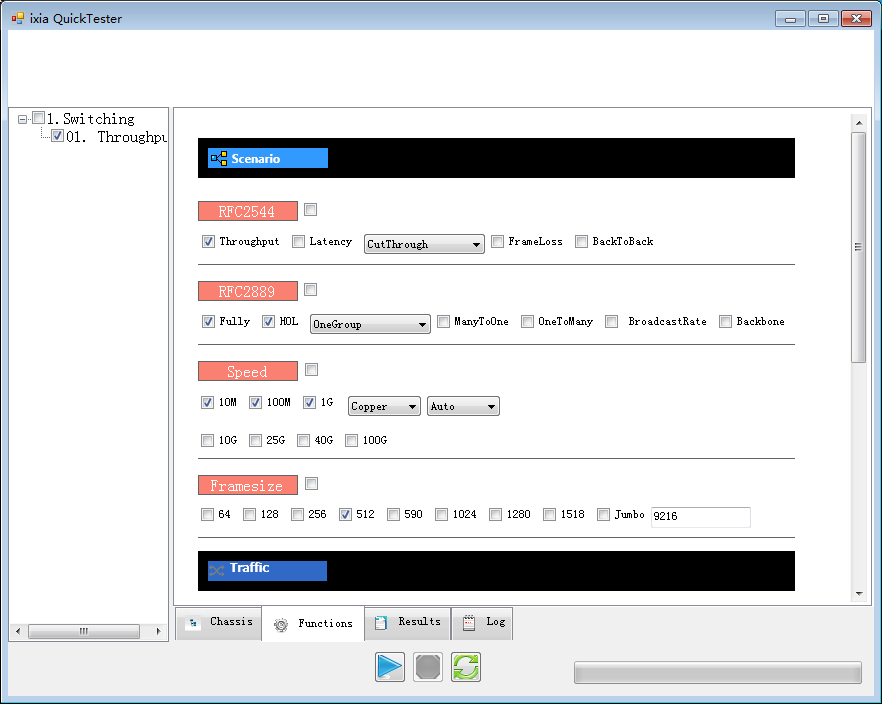 ixia QuickTester
1.Switching
01. Throughpu
Scenario
RFC2544
Throughput Latency CutThrough FrameLoss BackToBack
RFC2889
Fully HOL OneGroup ManyToOne OneToMany BroadcastRate Backbone
Speed
10M 100M 1G Copper Auto
10G 25G 40G 100G
Framesize
64 128 256 512 590 1024 1280 1518 Jumbo 9216
Traffic
Chassis Functions Results Log